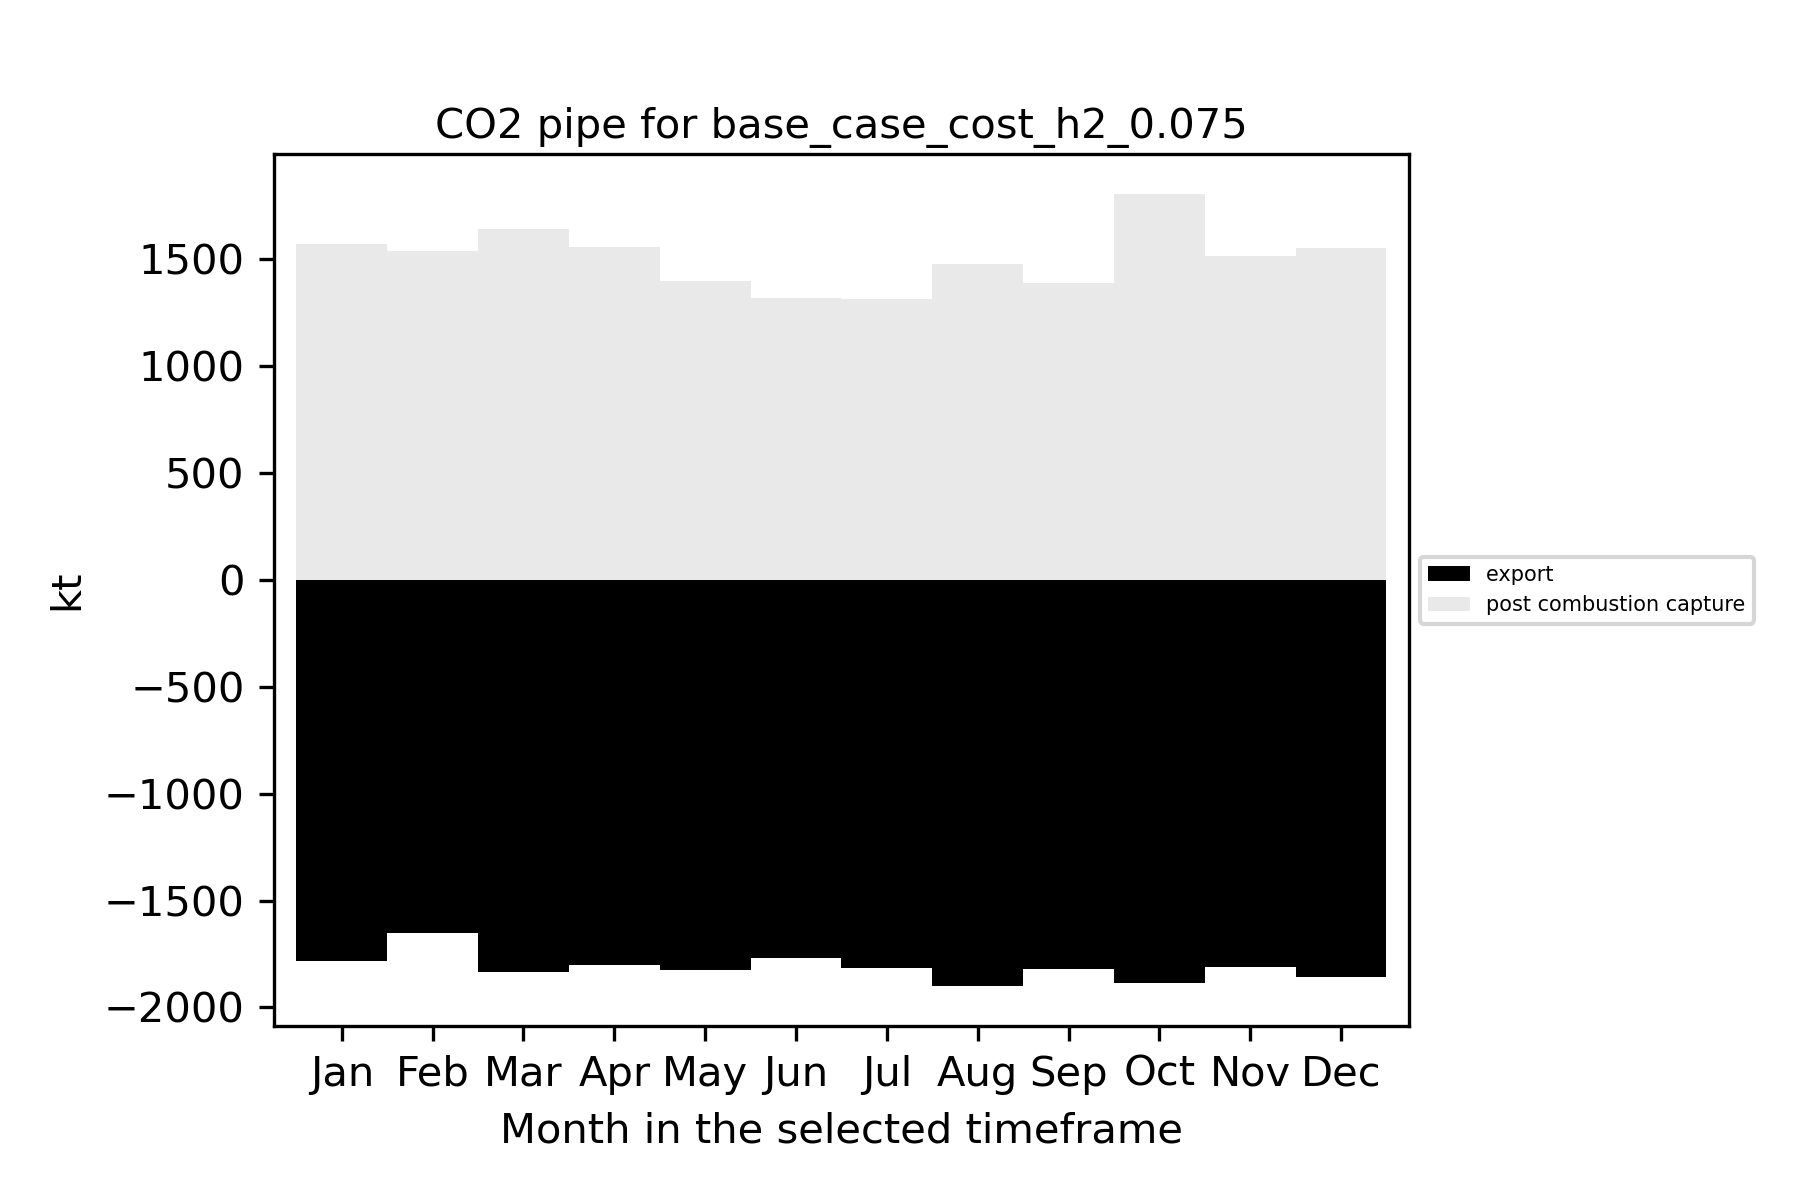 CO2 pipe for base_case_cost_h2_0.075
kt
1500
1000
500
0
−500
−1000
−1500
−2000
Jan Feb Mar Apr May Jun Jul Aug Sep Oct Nov Dec
Month in the selected timeframe
export
post combustion capture